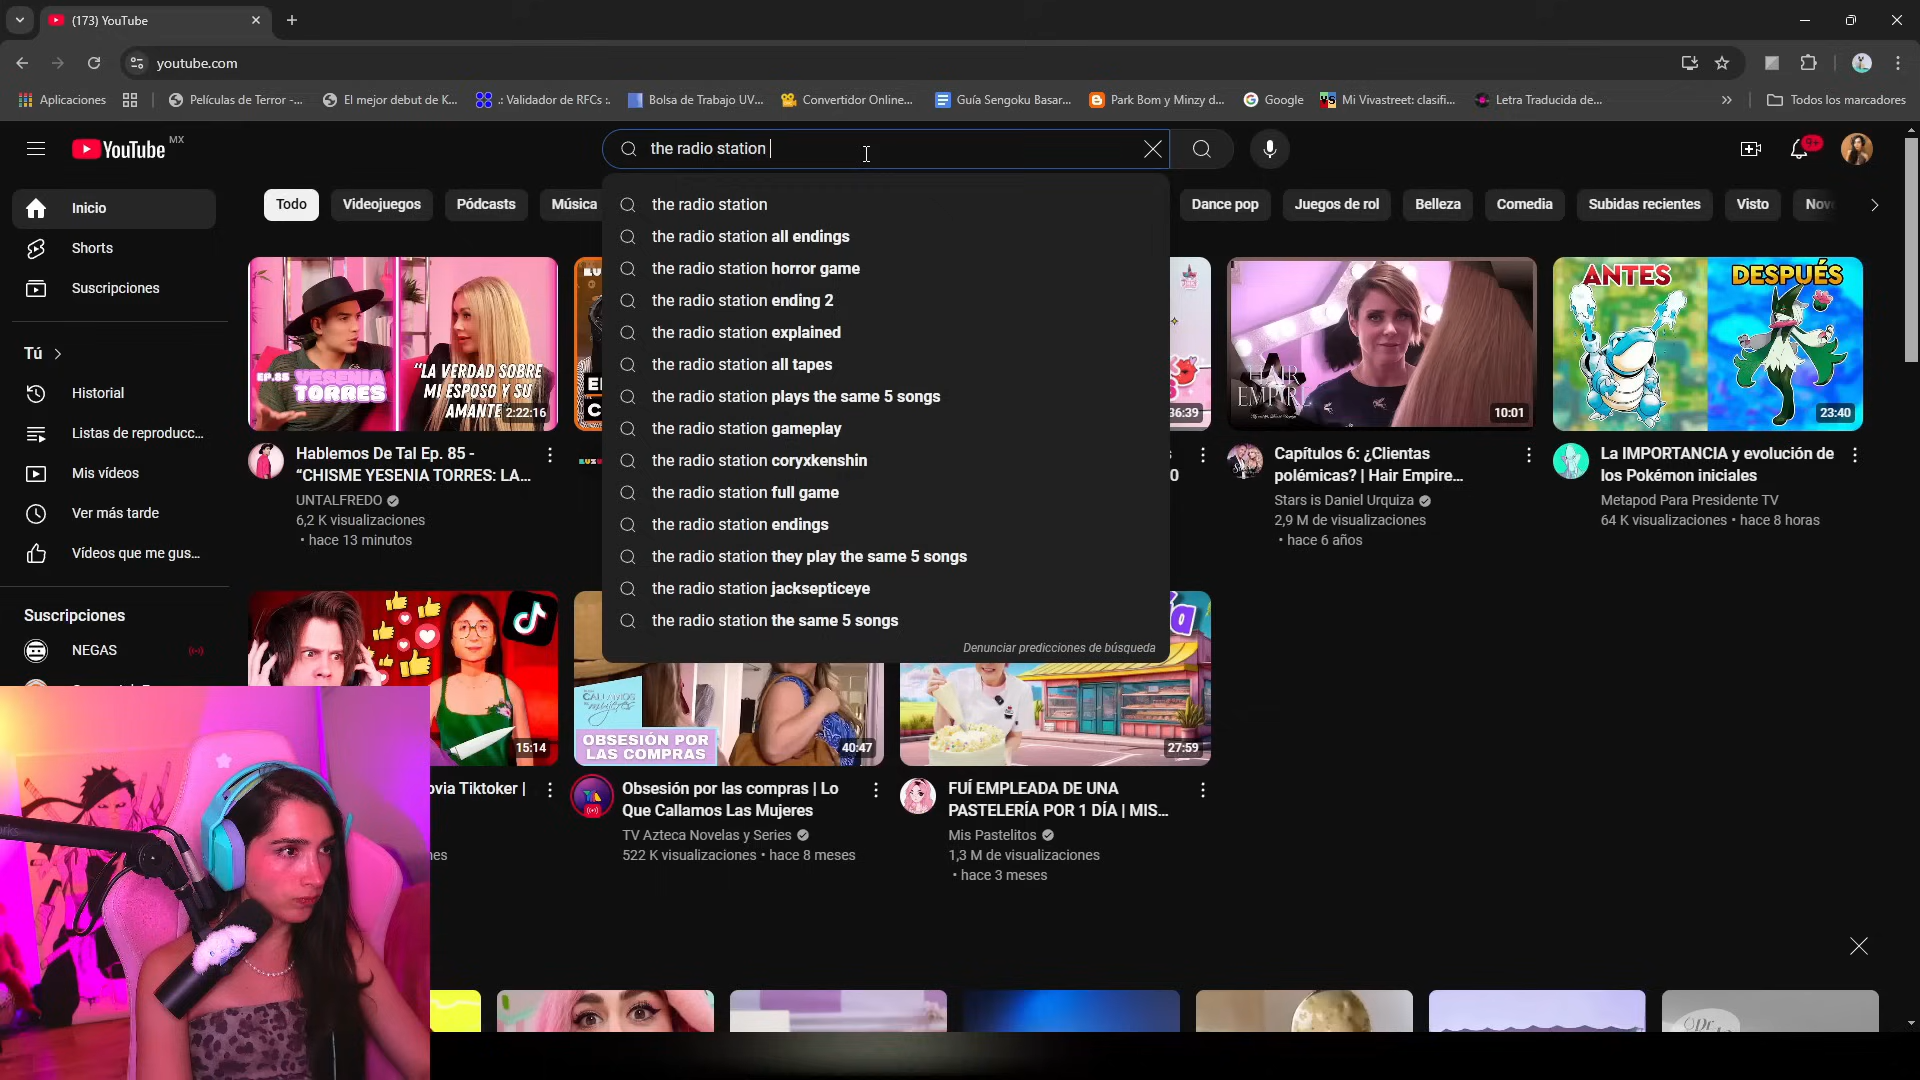 (173) YouTube
youtube.com
Aplicaciones
Películas de Terror -...
El mejor debut de K...
.: Validador de RFCs :.
Bolsa de Trabajo UV...
Convertidor Online...
Guía Sengoku Basar...
Park Bom y Minzy d...
Google
Mi Vivastreet: clasifi...
Letra Traducida de...
Todos los marcadores
YouTube MX
the radio station
9+
Inicio
Shorts
Suscripciones
Tú
Historial
Listas de reproducc...
Mis vídeos
Ver más tarde
Vídeos que me gus...
Suscripciones
NEGAS
Todo
Videojuegos
Pódcasts
Música
Dance pop
Juegos de rol
Belleza
Comedia
Subidas recientes
Visto
the radio station
the radio station all endings
the radio station horror game
the radio station ending 2
the radio station explained
the radio station all tapes
the radio station plays the same 5 songs
the radio station gameplay
the radio station coryxkenshin
the radio station full game
the radio station endings
the radio station they play the same 5 songs
the radio station jacksepticeye
the radio station the same 5 songs
Denunciar predicciones de búsqueda
EP.85 YESENIA TORRES
"LA VERDAD SOBRE
MI ESPOSO Y SU
AMANTE
2:22:16
Hablemos De Tal Ep. 85 -
“CHISME YESENIA TORRES: LA...
UNTALFREDO
6,2 K visualizaciones
• hace 13 minutos
36:39
HAIR
EMPIRE
10:01
Capítulos 6: ¿Clientas
polémicas? | Hair Empire...
Stars is Daniel Urquiza
2,9 M de visualizaciones
• hace 6 años
ANTES
DESPUÉS
23:40
La IMPORTANCIA y evolución de
los Pokémon iniciales
Metapod Para Presidente TV
64 K visualizaciones • hace 8 horas
15:14
ovia Tiktoker |
CALLAMOS
mujeres
OBSESIÓN POR
LAS COMPRAS
40:47
Obsesión por las compras | Lo
Que Callamos Las Mujeres
TV Azteca Novelas y Series
522 K visualizaciones • hace 8 meses
27:59
FUÍ EMPLEADA DE UNA
PASTELERÍA POR 1 DÍA | MIS...
Mis Pastelitos
1,3 M de visualizaciones
• hace 3 meses